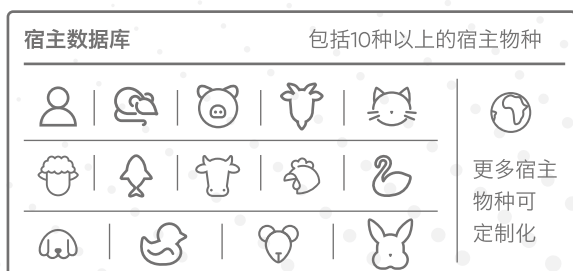 宿主数据库
包括10种以上的宿主物种
更多宿主
物种可
定制化